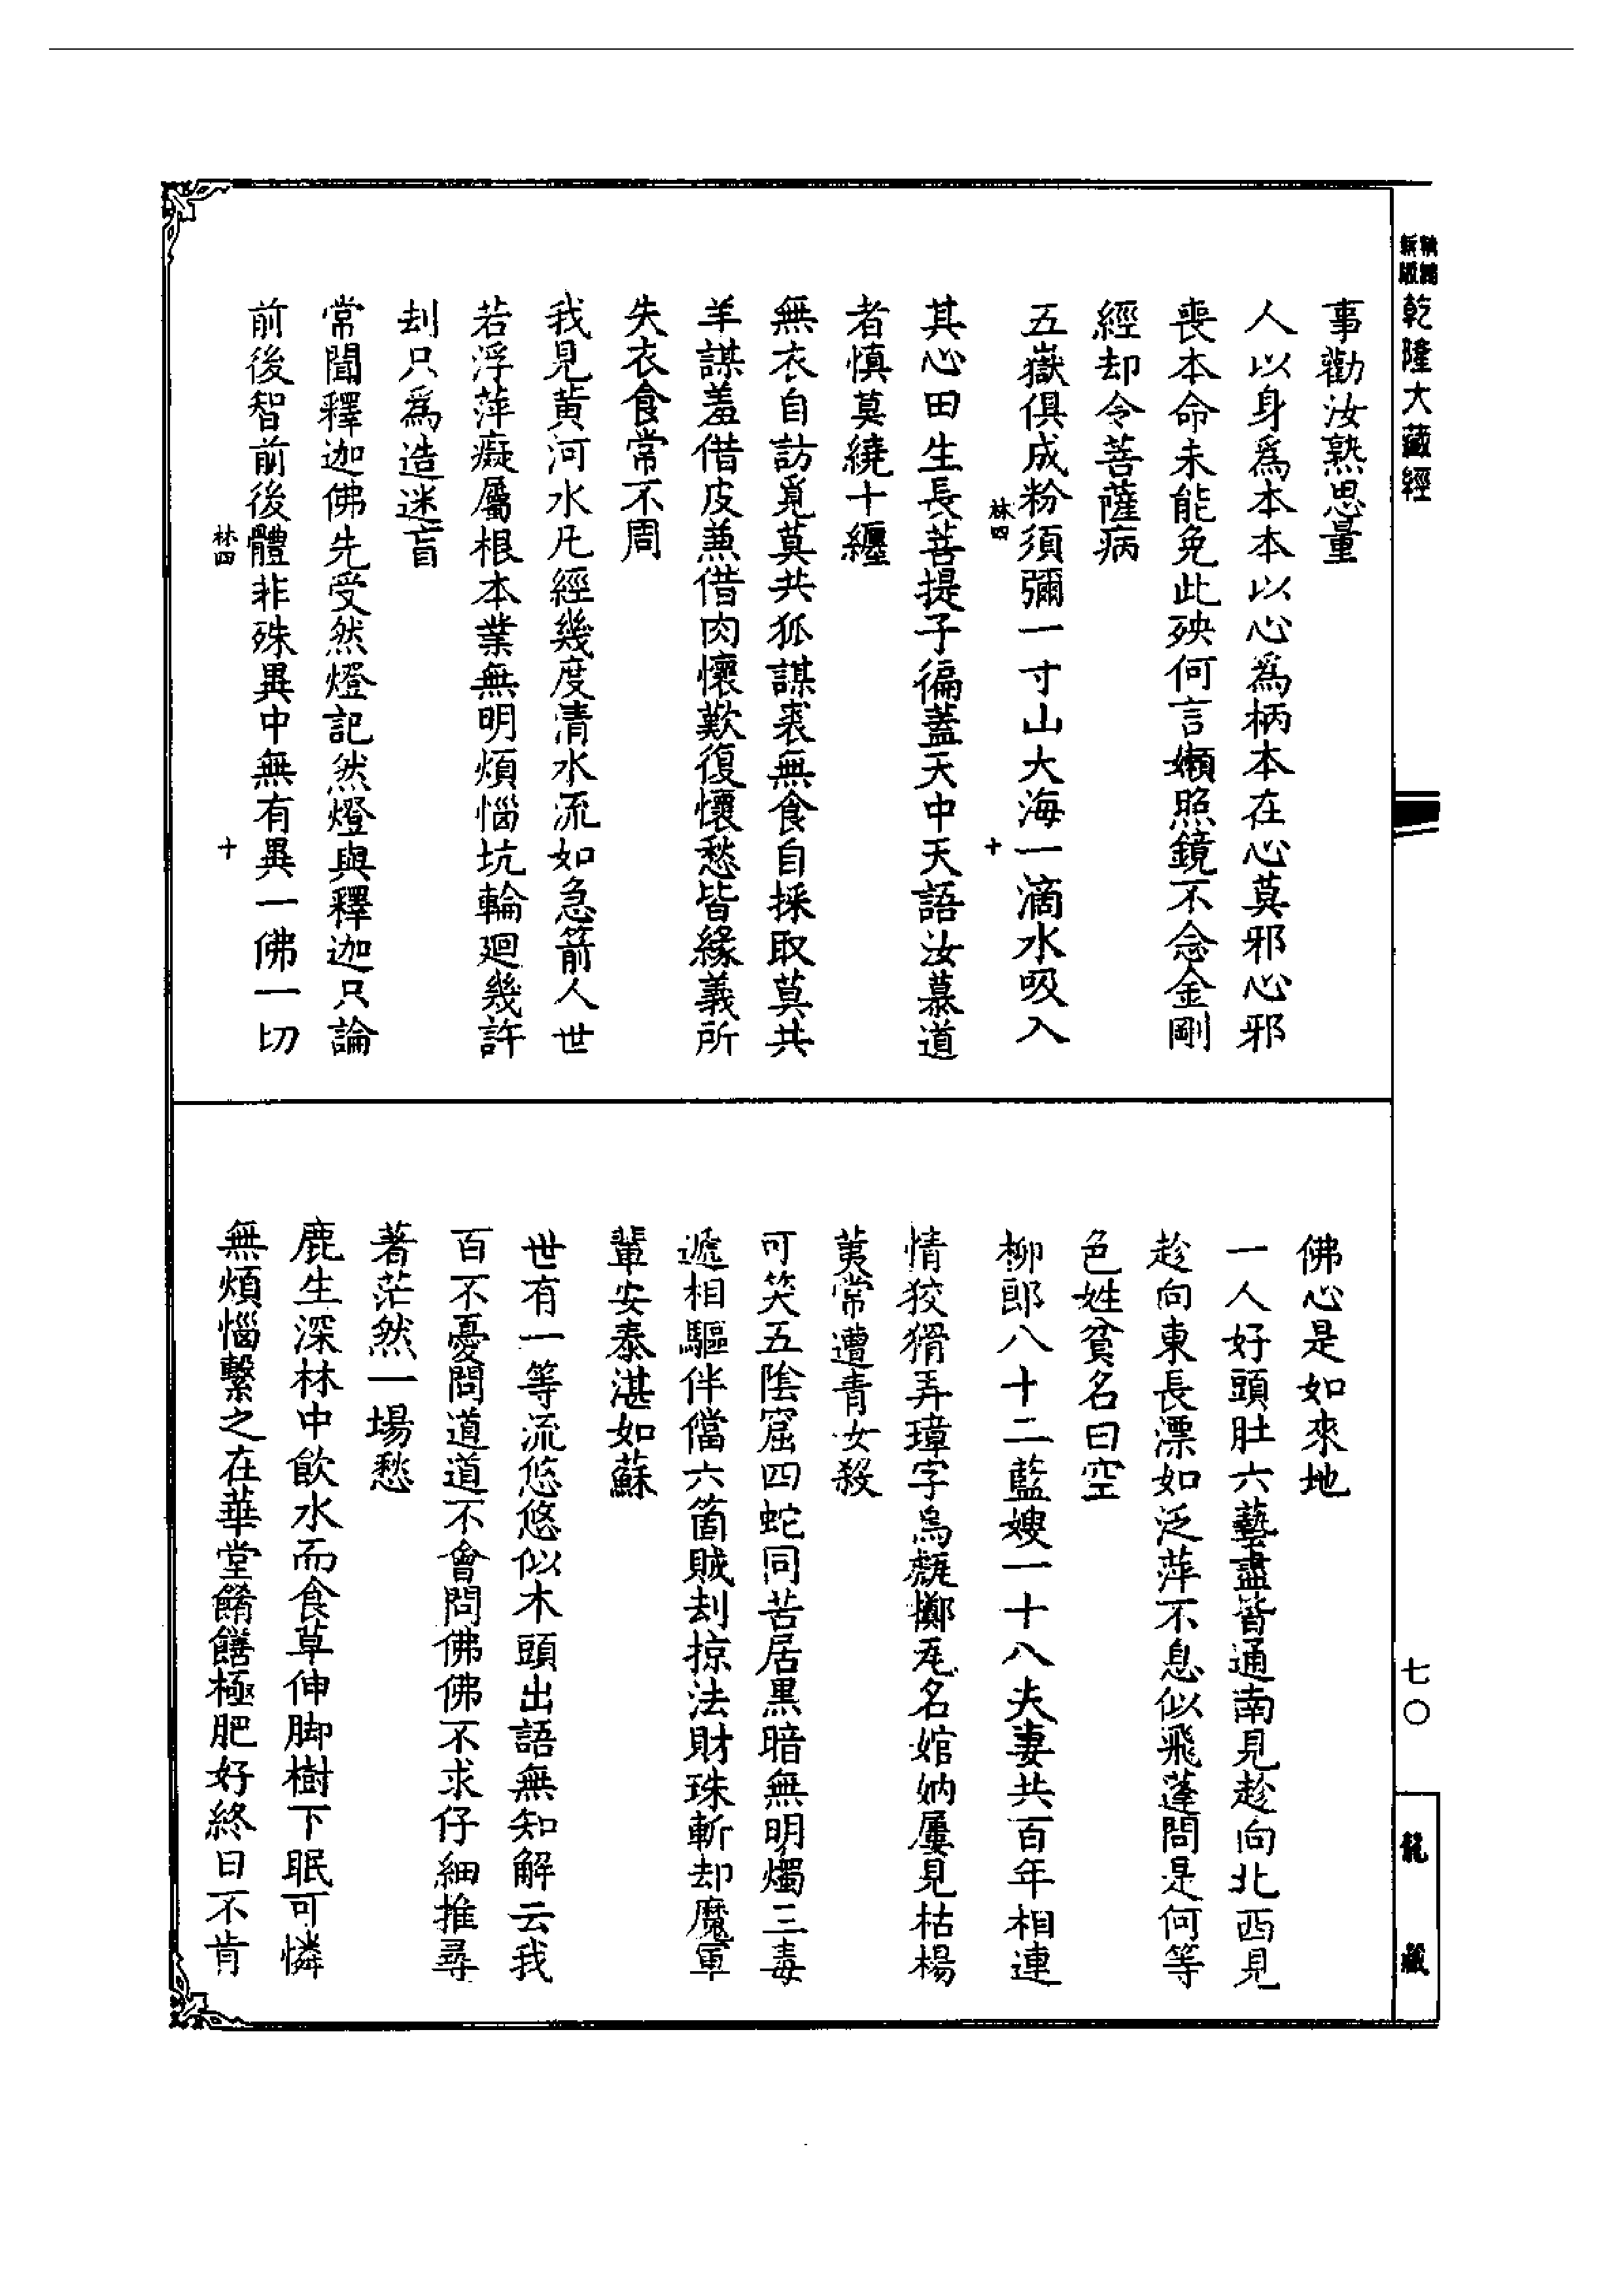 精縮
新版
乾隆大藏經
七〇
龍藏
事勸汝熟思量
人以身爲本本以心爲柄本在心莫邪心邪
喪本命未能免此殃何言嬾照鏡不念金剛
經却令菩薩病
五嶽俱成粉須彌一寸山大海一滴水吸入
林四
十
其心田生長菩提子徧蓋天中天語汝慕道
者慎莫繞十纏
無衣自訪覓莫共狐謀裘無食自採取莫共
羊謀羞借皮兼借肉懷歎復懷愁皆緣義所
失衣食常不周
我見黃河水凡經幾度清水流如急箭人世
若浮萍癡屬根本業無明煩惱坑輪廻幾許
刦只爲造迷盲
常聞釋迦佛先受然燈記然燈與釋迦只論
前後智前後體非殊異中無有異一佛一切
林四
十
佛心是如來地
一人好頭肚六藝盡皆通南見趁向北西見
趁向東長漂如泛萍不息似飛蓬問是何等
色姓貧名曰空
柳郎八十二藍嫂一十八夫妻共百年相連
情狡猾弄璋字烏㲄擲瓦名婠妠屢見枯楊
荑常遭青女殺
可笑五陰窟四蛇同苦居黑暗無明燭三毒
遞相驅伴儅六箇賊刦掠法財珠斬却魔軍
輩安泰湛如蘇
世有一等流悠悠似木頭出語無知解云我
百不憂問道道不會問佛佛不求仔細推尋
著茫然一場愁
鹿生深林中飲水而食草伸脚樹下眠可憐
無煩惱繫之在華堂餚饍極肥好終日不肯